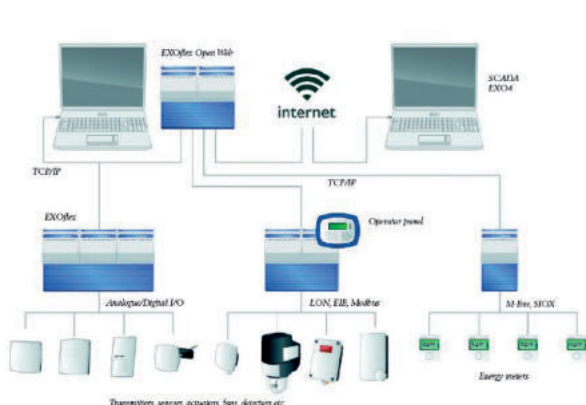 EXOflex Open Web
internet
SCADA
EXO4
TCP/IP
TCP/IP
EXOflex
Operator panel
Analogue/Digital I/O
LON, EIB, Modbus
M-Bus, SIOX
Energy meters
Transmitters, sensors, actuators, fans, detectors etc.